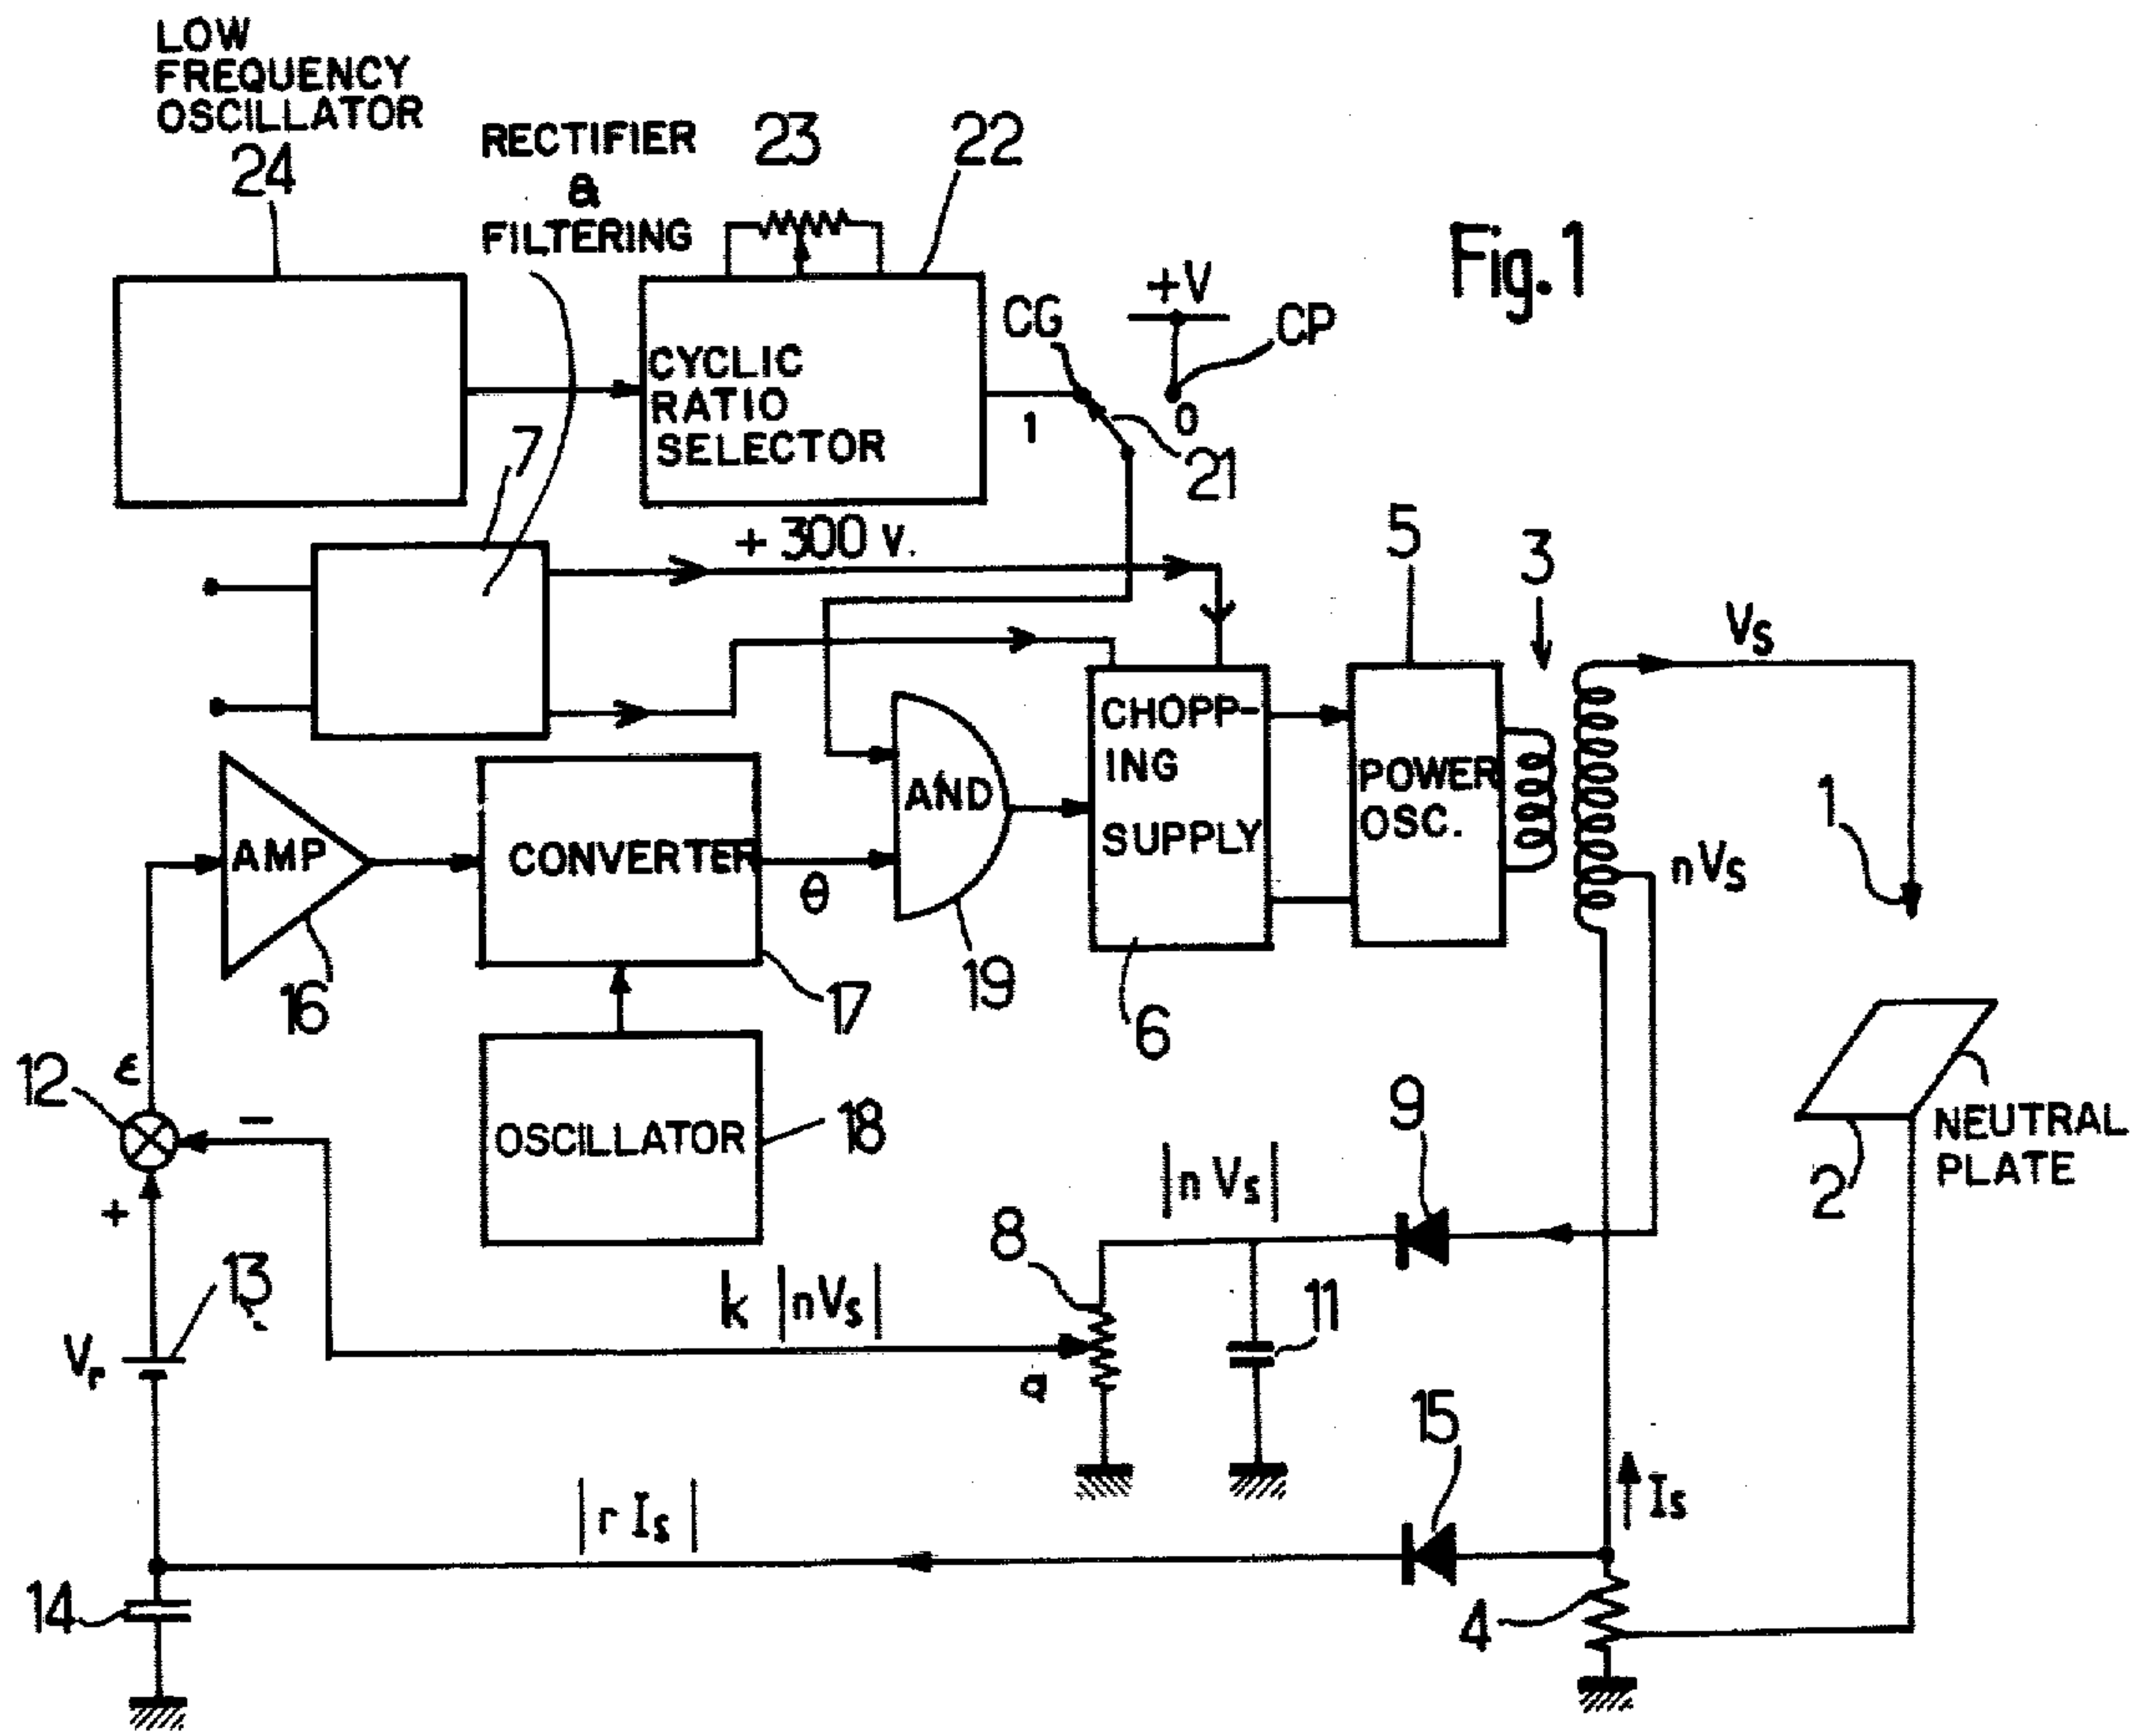 LOW
FREQUENCY
OSCILLATOR
24
RECTIFIER
&
FILTERING
23
22
Fig.1
CG
+V
CP
CYCLIC
RATIO
SELECTOR
1
0
21
7
+ 300 v.
5
3
Vs
CHOPP-
ING
SUPPLY
POWER
OSC.
AND
1
nVs
AMP
CONVERTER
θ
16
17
19
6
12
ε
-
+
OSCILLATOR
18
9
NEUTRAL
PLATE
2
|nVs|
8
13
k |nVs|
11
Vr
a
15
|r Is|
Is
14
4